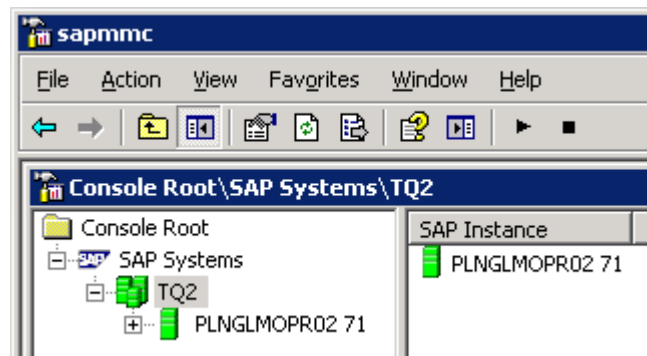 sapmmc
File Action View Favorites Window Help
Console Root\SAP Systems\TQ2
Console Root
SAP Instance
SAP SAP Systems
PLNGLMOPR02 71
TQ2
PLNGLMOPR02 71